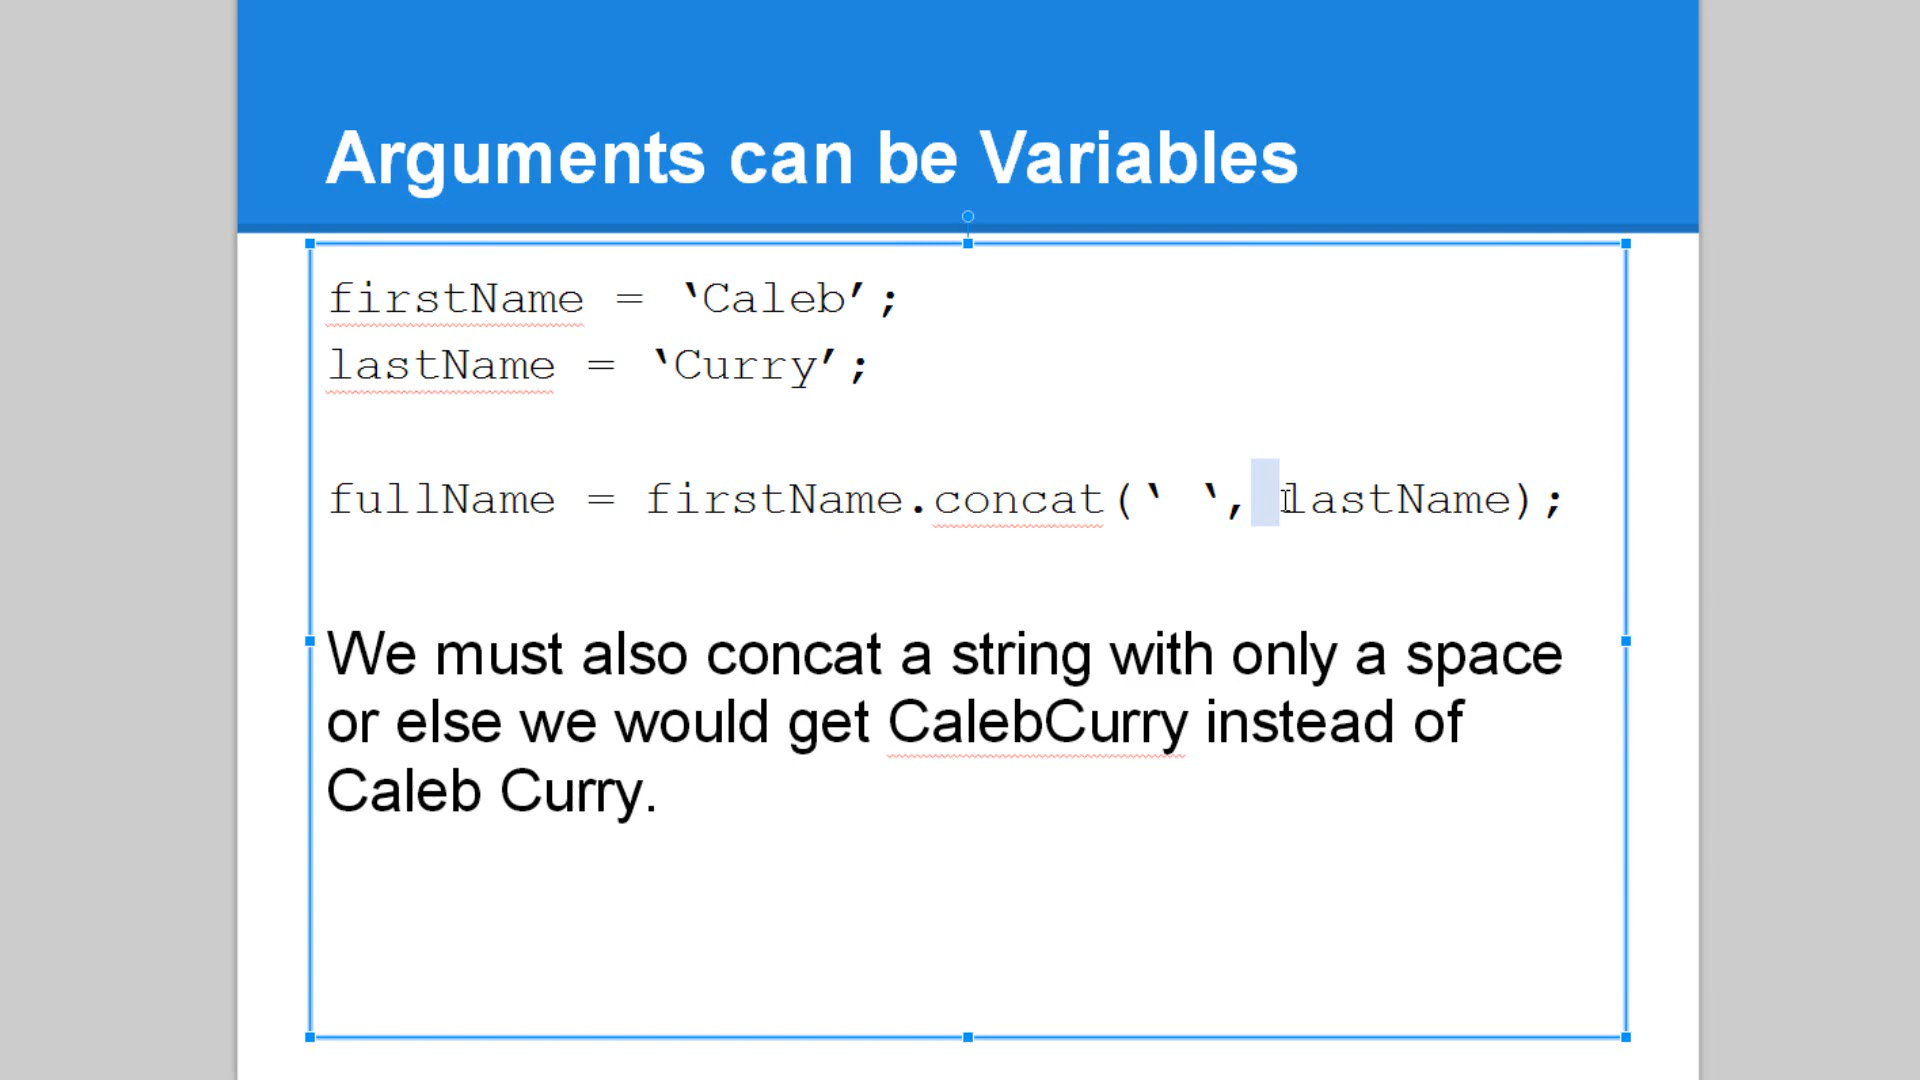 Arguments can be Variables
firstName = ‘Caleb’;
lastName = ‘Curry’;
fullName = firstName.concat(‘ ‘, lastName);
We must also concat a string with only a space
or else we would get CalebCurry instead of
Caleb Curry.